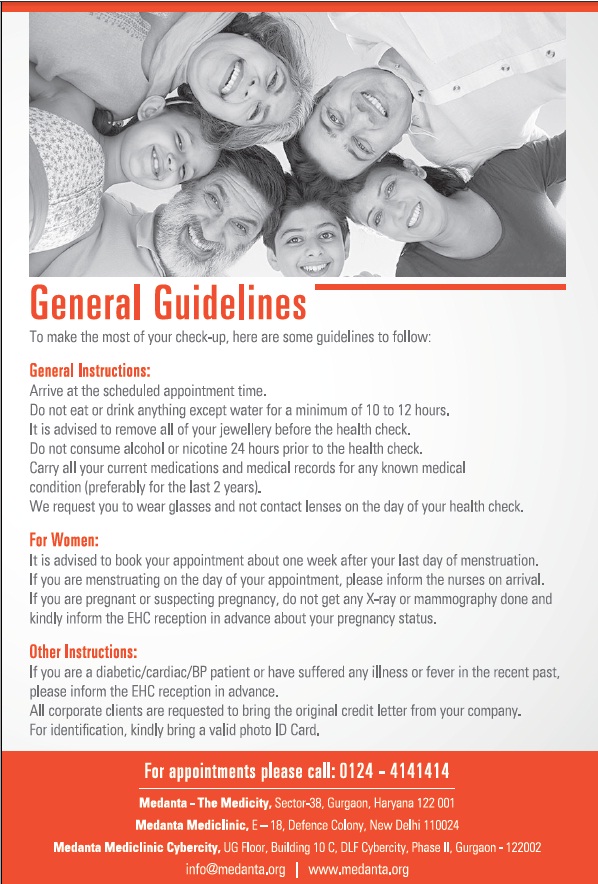 General Guidelines
To make the most of your check-up, here are some guidelines to follow:
General Instructions:
Arrive at the scheduled appointment time.
Do not eat or drink anything except water for a minimum of 10 to 12 hours.
It is advised to remove all of your jewellery before the health check.
Do not consume alcohol or nicotine 24 hours prior to the health check.
Carry all your current medications and medical records for any known medical
condition (preferably for the last 2 years).
We request you to wear glasses and not contact lenses on the day of your health check.
For Women:
It is advised to book your appointment about one week after your last day of menstruation.
If you are menstruating on the day of your appointment, please inform the nurses on arrival.
If you are pregnant or suspecting pregnancy, do not get any X-ray or mammography done and
kindly inform the EHC reception in advance about your pregnancy status.
Other Instructions:
If you are a diabetic/cardiac/BP patient or have suffered any illness or fever in the recent past,
please inform the EHC reception in advance.
All corporate clients are requested to bring the original credit letter from your company.
For identification, kindly bring a valid photo ID Card.
For appointments please call: 0124 - 4141414
Medanta - The Medicity, Sector-38, Gurgaon, Haryana 122 001
Medanta Mediclinic, E – 18, Defence Colony, New Delhi 110024
Medanta Mediclinic Cybercity, UG Floor, Building 10 C, DLF Cybercity, Phase II, Gurgaon - 122002
info@medanta.org | www.medanta.org